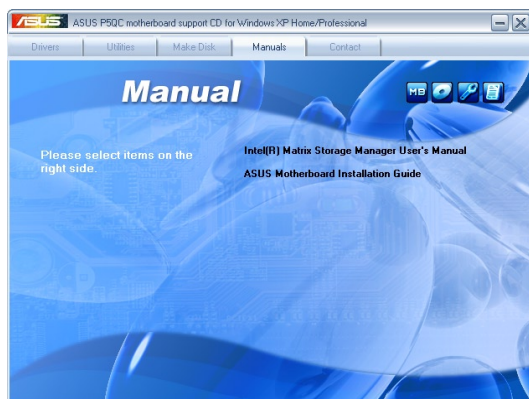 ASUS ASUS P5QC motherboard support CD for Windows XP Home/Professional
Drivers Utilities Make Disk Manuals Contact
Manual
MB
Please select items on the
right side.
Intel(R) Matrix Storage Manager User's Manual
ASUS Motherboard Installation Guide